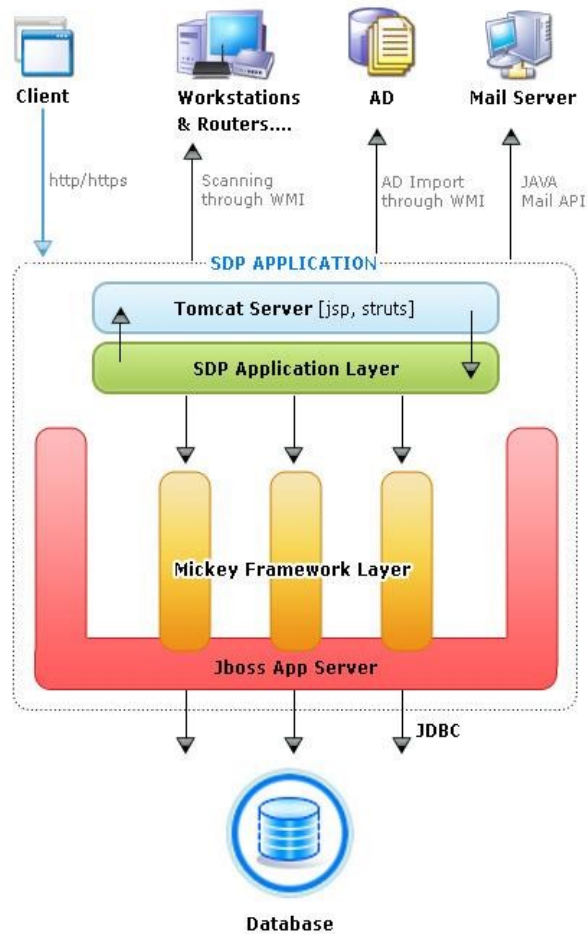 Client
Workstations
& Routers....
AD
Mail Server
http/https
Scanning
through WMI
AD Import
through WMI
JAVA
Mail API
SDP APPLICATION
Tomcat Server [jsp, struts]
SDP Application Layer
Mickey Framework Layer
Jboss App Server
JDBC
Database